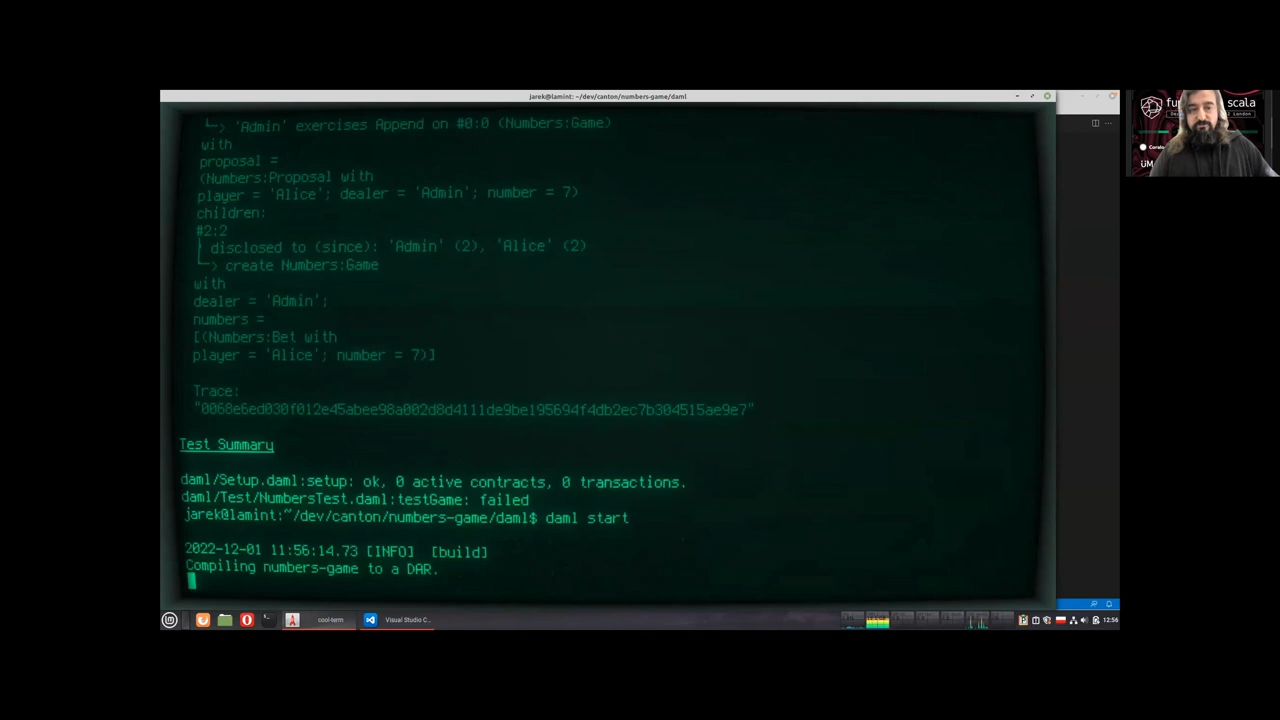 jarek@lamint: ~/dev/canton/numbers-game/daml
└─> 'Admin' exercises Append on #0:0 (Numbers:Game)
with
proposal =
(Numbers:Proposal with
player = 'Alice'; dealer = 'Admin'; number = 7)
children:
#2:2
│ disclosed to (since): 'Admin' (2), 'Alice' (2)
└─> create Numbers:Game
with
dealer = 'Admin';
numbers =
[(Numbers:Bet with
player = 'Alice'; number = 7)]
Trace:
"0068e6ed030f012e45abee98a002d8d4111de9be195694f4db2ec7b304515ae9e7"
Test Summary
daml/Setup.daml:setup: ok, 0 active contracts, 0 transactions.
daml/Test/NumbersTest.daml:testGame: failed
jarek@lamint:~/dev/canton/numbers-game/daml$ daml start
2022-12-01 11:56:14.73 [INFO]  [build]
Compiling numbers-game to a DAR.
cool-term
Visual Studio C...
12:56
scala
London